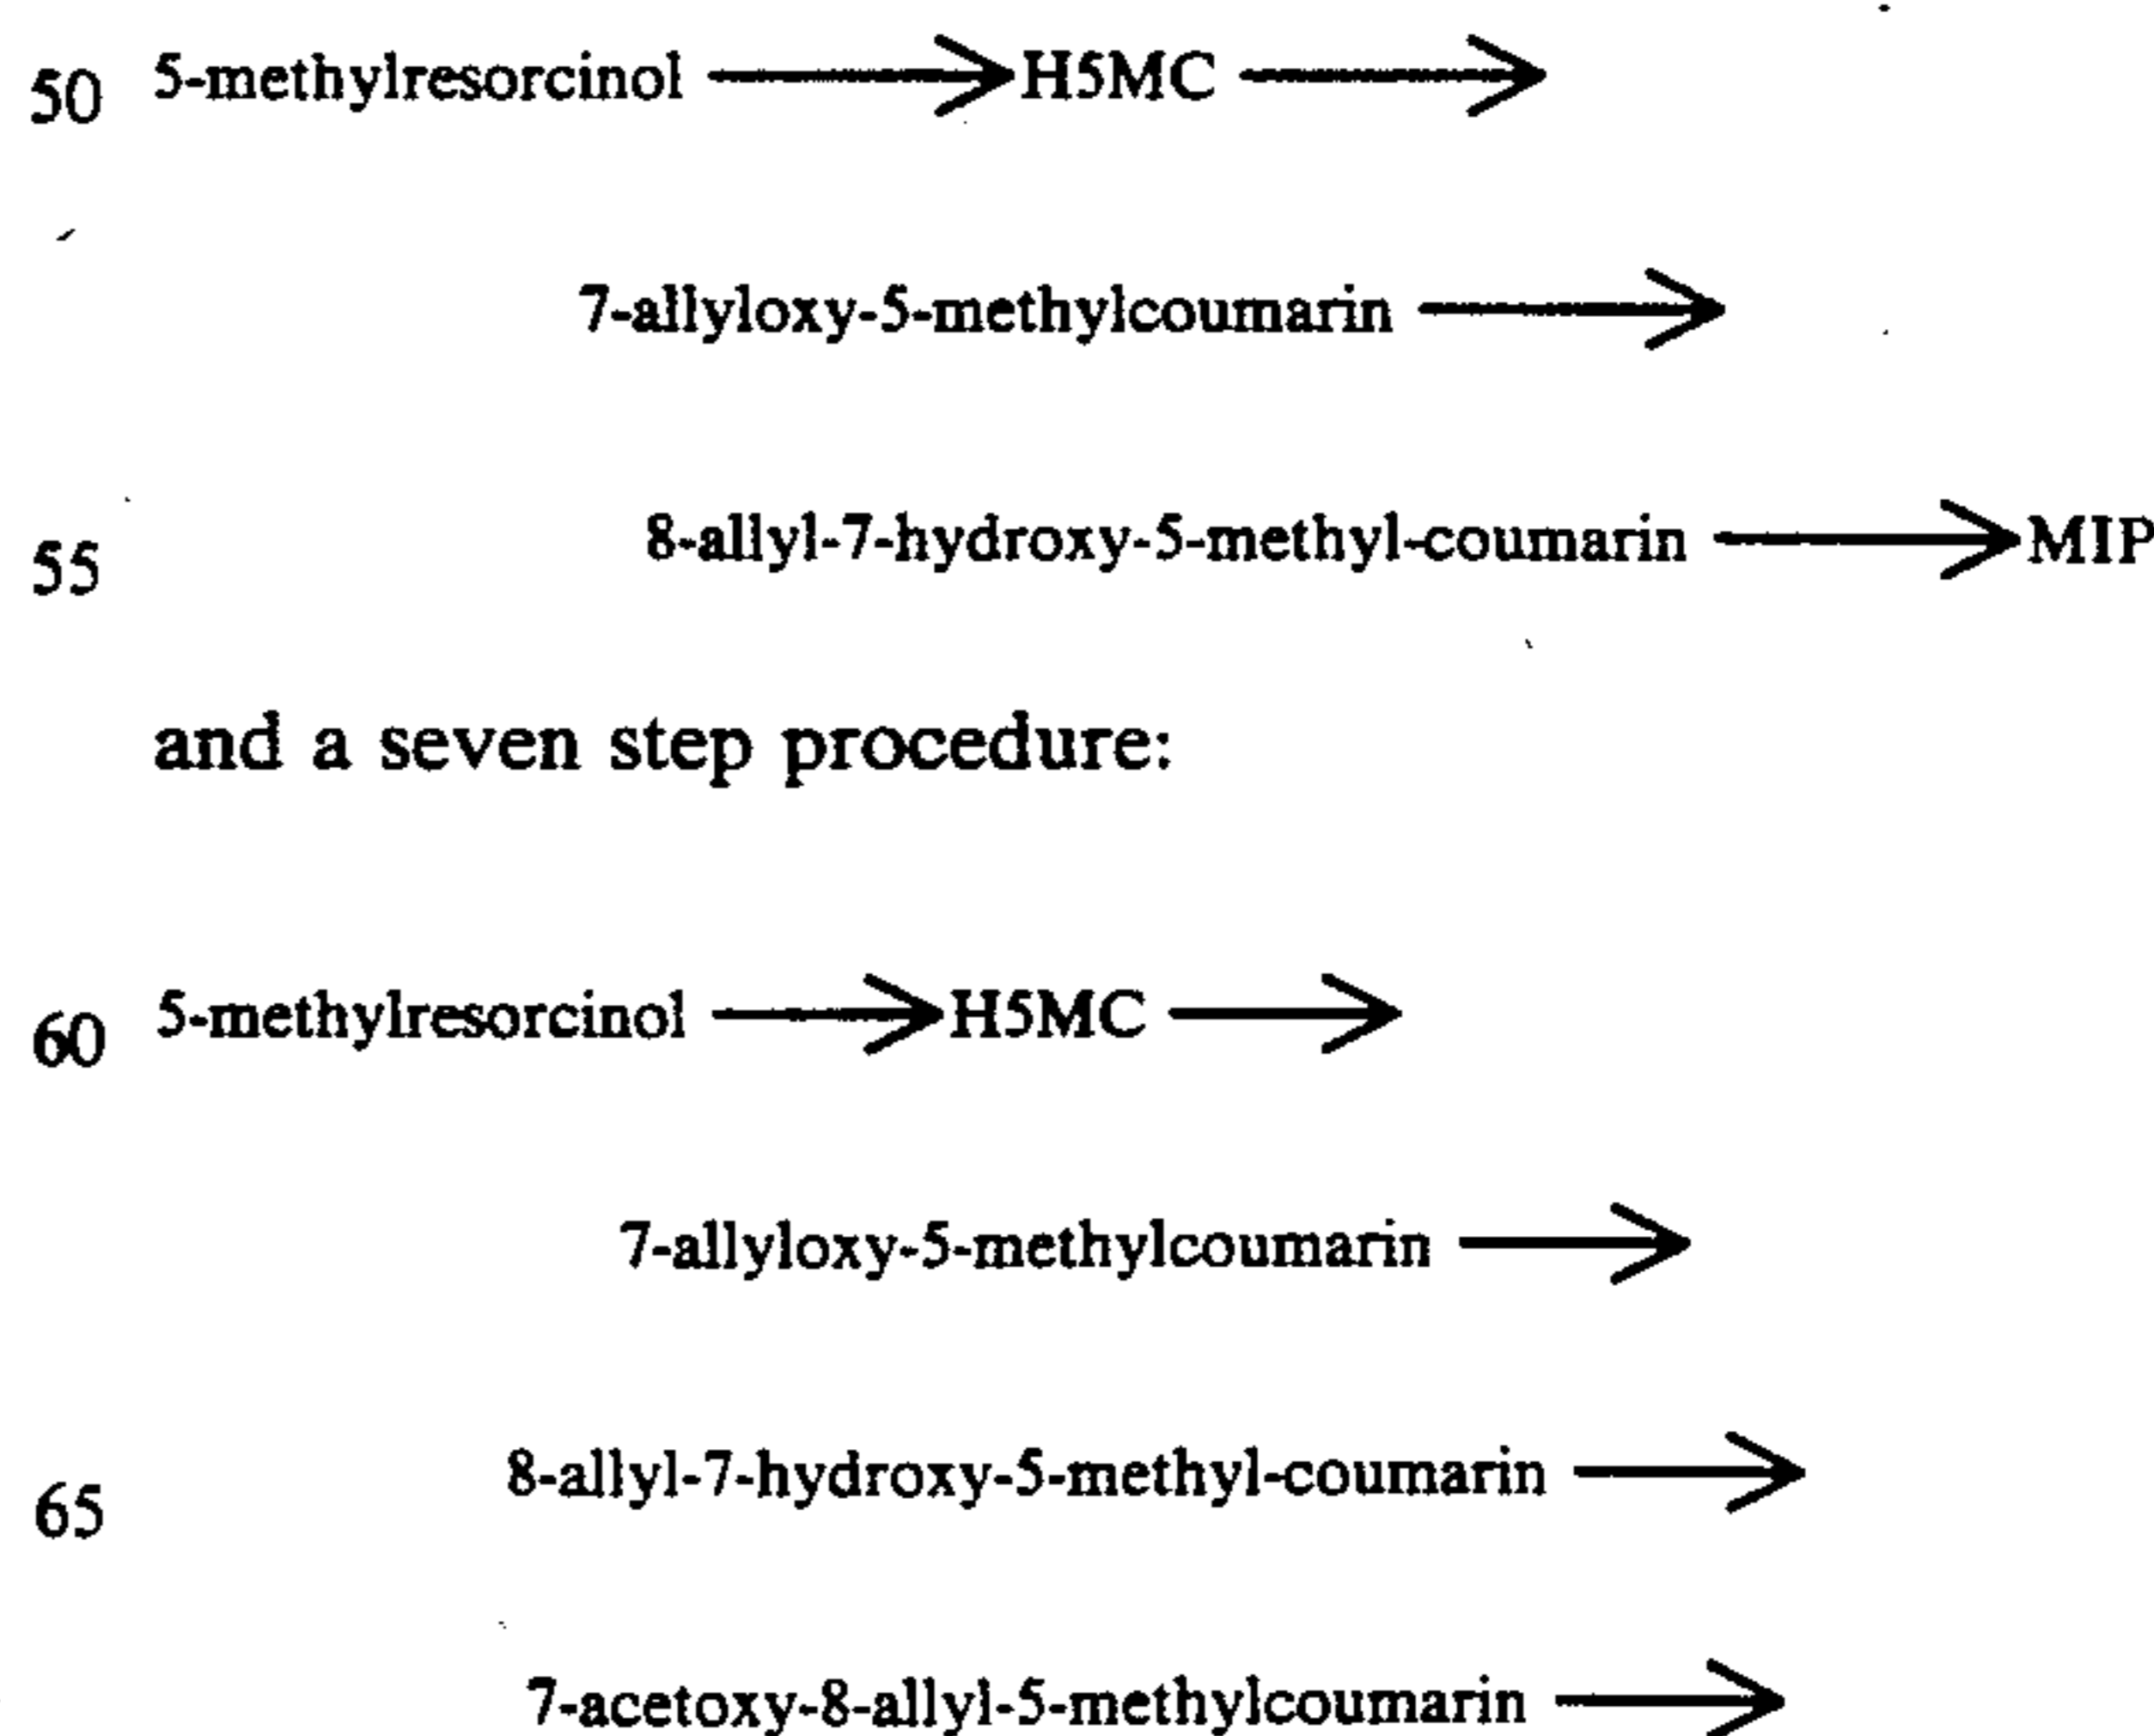 50 5-methylresorcinol ⟶ H5MC ⟶
7-allyloxy-5-methylcoumarin ⟶
55 8-allyl-7-hydroxy-5-methyl-coumarin ⟶ MIP
and a seven step procedure:
60 5-methylresorcinol ⟶ H5MC ⟶
7-allyloxy-5-methylcoumarin ⟶
65 8-allyl-7-hydroxy-5-methyl-coumarin ⟶
7-acetoxy-8-allyl-5-methylcoumarin ⟶